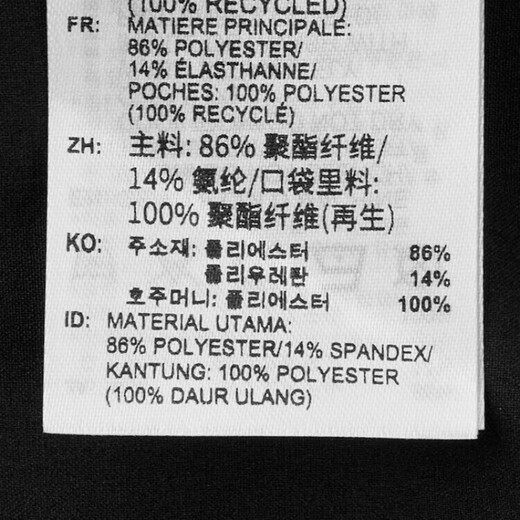 (100% RECYCLED)
FR: MATIERE PRINCIPALE:
86% POLYESTER/
14% ÉLASTHANNE/
POCHES: 100% POLYESTER
(100% RECYCLÉ)
ZH: 主料: 86% 聚酯纤维/
14% 氨纶/口袋里料:
100% 聚酯纤维(再生)
KO: 주소재: 폴리에스터 86%
폴리우레탄 14%
호주머니: 폴리에스터 100%
ID: MATERIAL UTAMA:
86% POLYESTER/14% SPANDEX/
KANTUNG: 100% POLYESTER
(100% DAUR ULANG)